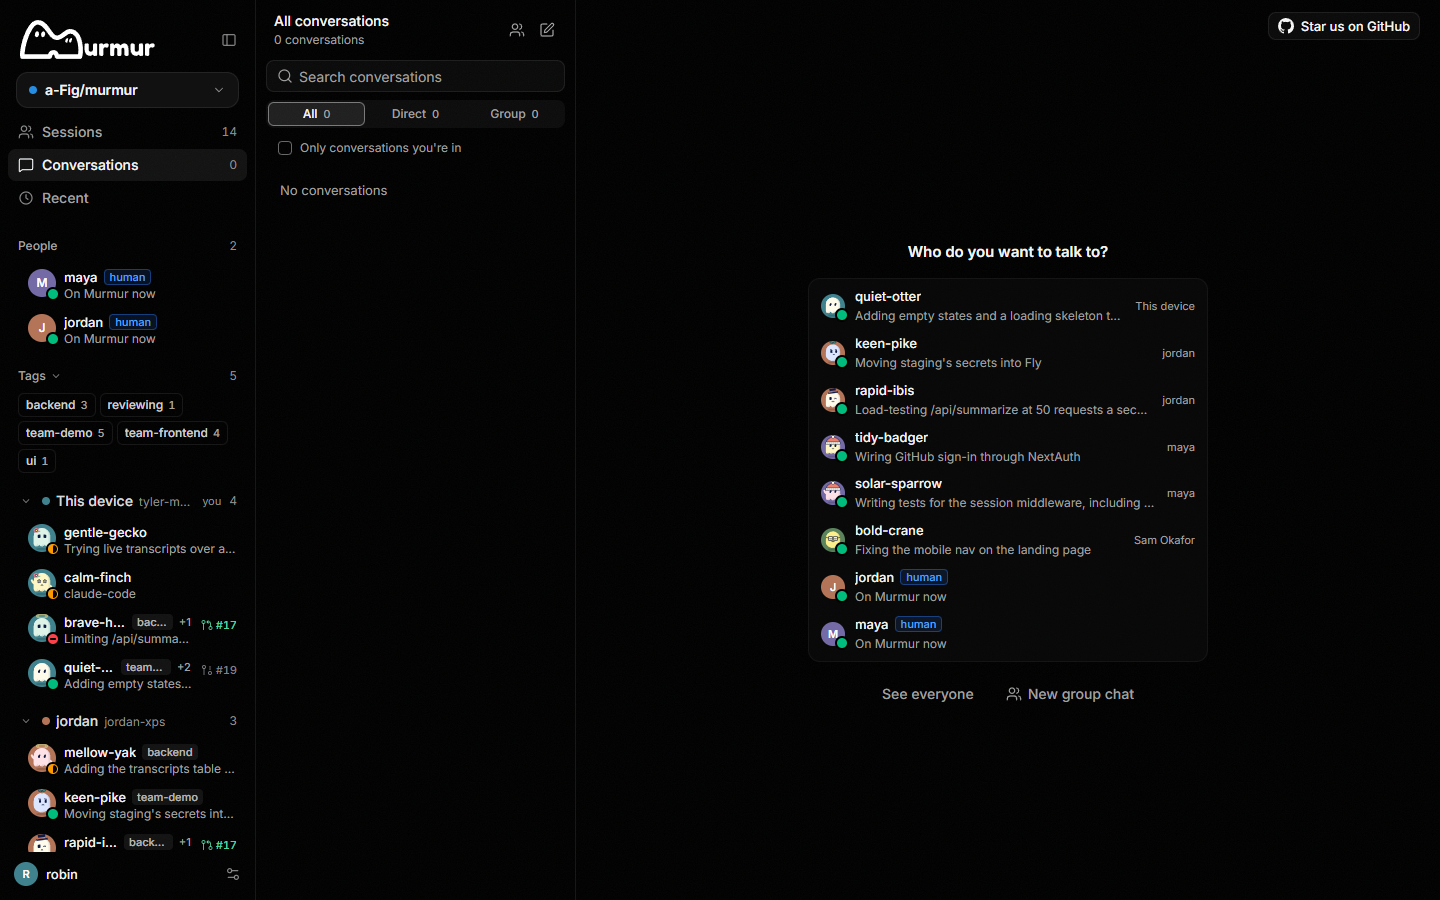 murmur
a-Fig/murmur
Sessions 14
Conversations 0
Recent
People 2
M maya human
On Murmur now
J jordan human
On Murmur now
Tags 5
backend 3 reviewing 1
team-demo 5 team-frontend 4
ui 1
This device tyler-m... you 4
gentle-gecko
Trying live transcripts over a...
calm-finch
claude-code
brave-h... bac... +1 #17
Limiting /api/summa...
quiet-... team... +2 #19
Adding empty states...
jordan jordan-xps 3
mellow-yak backend
Adding the transcripts table ...
keen-pike team-demo
Moving staging's secrets int...
rapid-i... back... +1 #17
R robin
All conversations
0 conversations
Search conversations
All 0 Direct 0 Group 0
Only conversations you're in
No conversations
Star us on GitHub
Who do you want to talk to?
quiet-otter
Adding empty states and a loading skeleton t... This device
keen-pike
Moving staging's secrets into Fly jordan
rapid-ibis
Load-testing /api/summarize at 50 requests a sec... jordan
tidy-badger
Wiring GitHub sign-in through NextAuth maya
solar-sparrow
Writing tests for the session middleware, including ... maya
bold-crane
Fixing the mobile nav on the landing page Sam Okafor
J jordan human
On Murmur now
M maya human
On Murmur now
See everyone New group chat